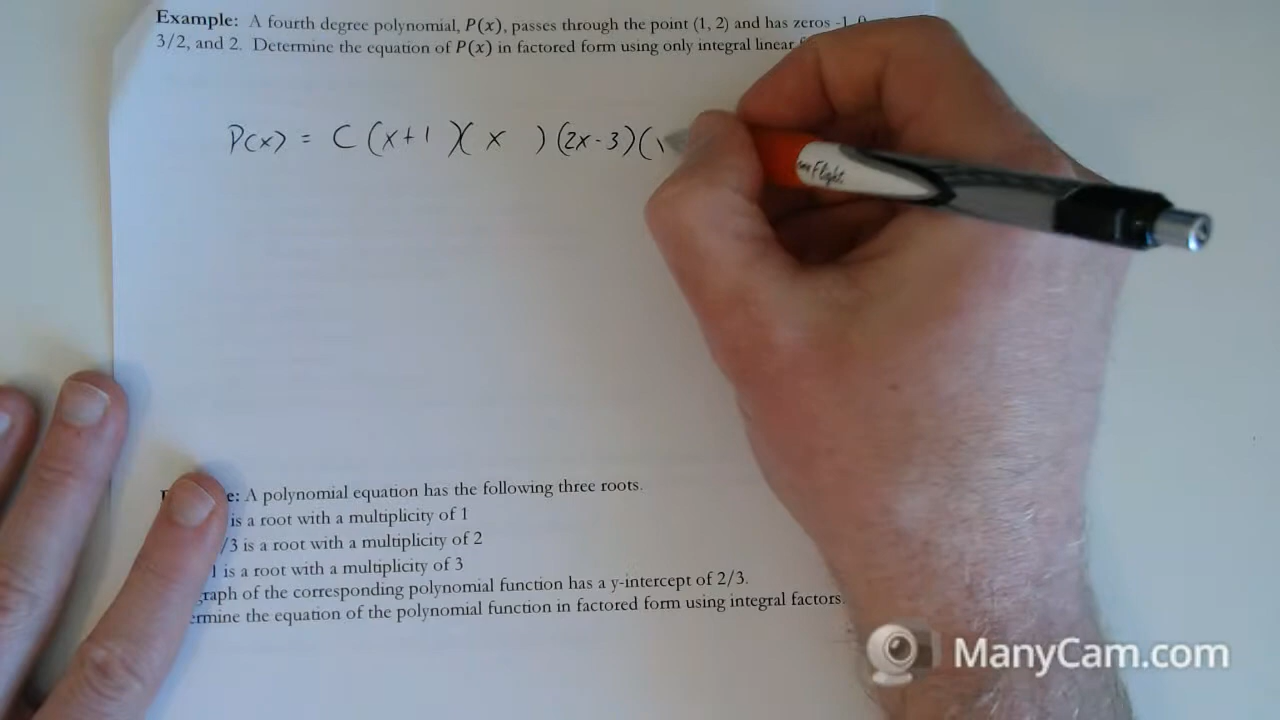 Example: A fourth degree polynomial, P(x), passes through the point (1, 2) and has zeros -1, 0,
3/2, and 2. Determine the equation of P(x) in factored form using only integral linear
P(x) = C (x+1)(x )(2x-3)(
e: A polynomial equation has the following three roots.
is a root with a multiplicity of 1
/3 is a root with a multiplicity of 2
1 is a root with a multiplicity of 3
graph of the corresponding polynomial function has a y-intercept of 2/3.
ermine the equation of the polynomial function in factored form using integral factors.
Flight
ManyCam.com